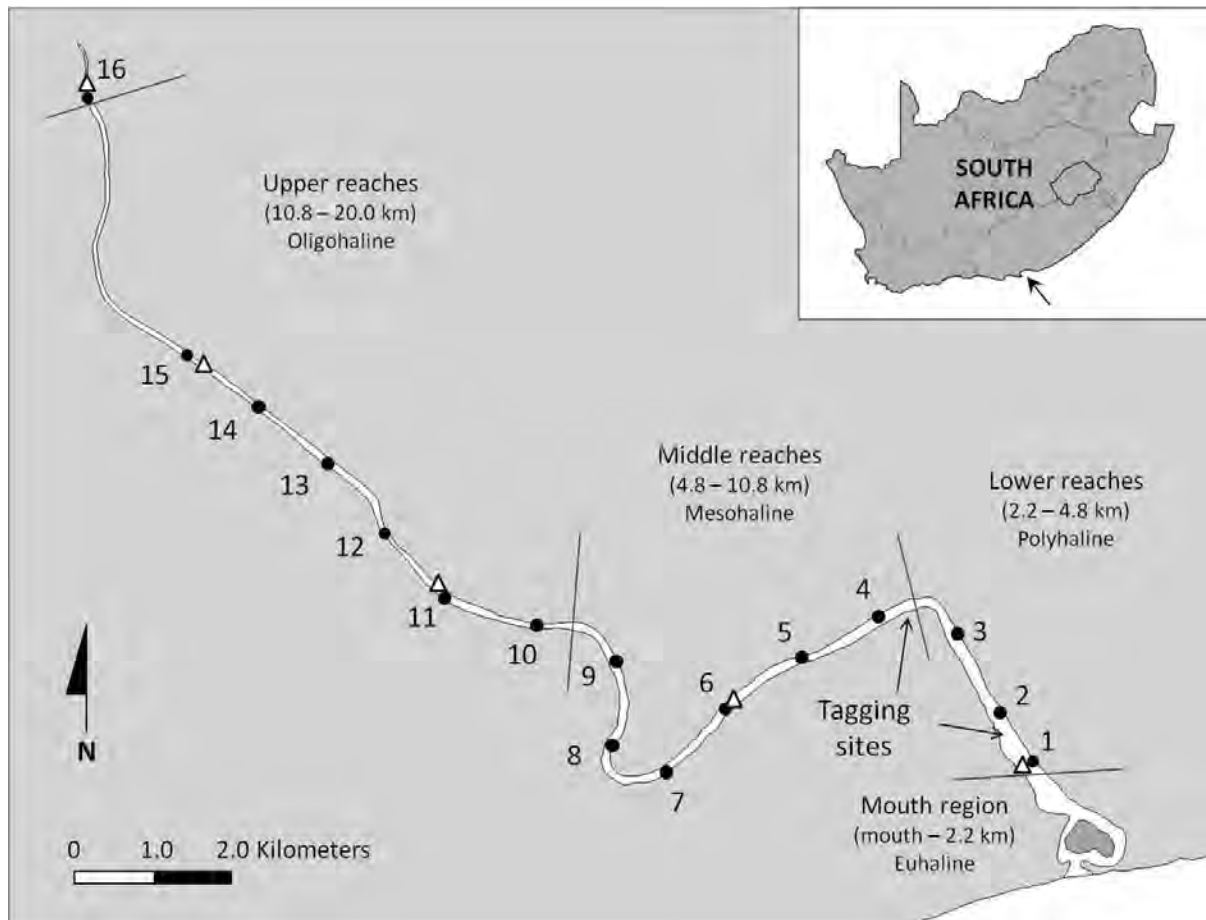 16
Upper reaches
(10.8 – 20.0 km)
Oligohaline
SOUTH
AFRICA
15
14
13
12
11
10
Middle reaches
(4.8 – 10.8 km)
Mesohaline
Lower reaches
(2.2 – 4.8 km)
Polyhaline
9
8
7
6
5
4
3
2
1
Tagging
sites
Mouth region
(mouth – 2.2 km)
Euhaline
N
0 1.0 2.0 Kilometers